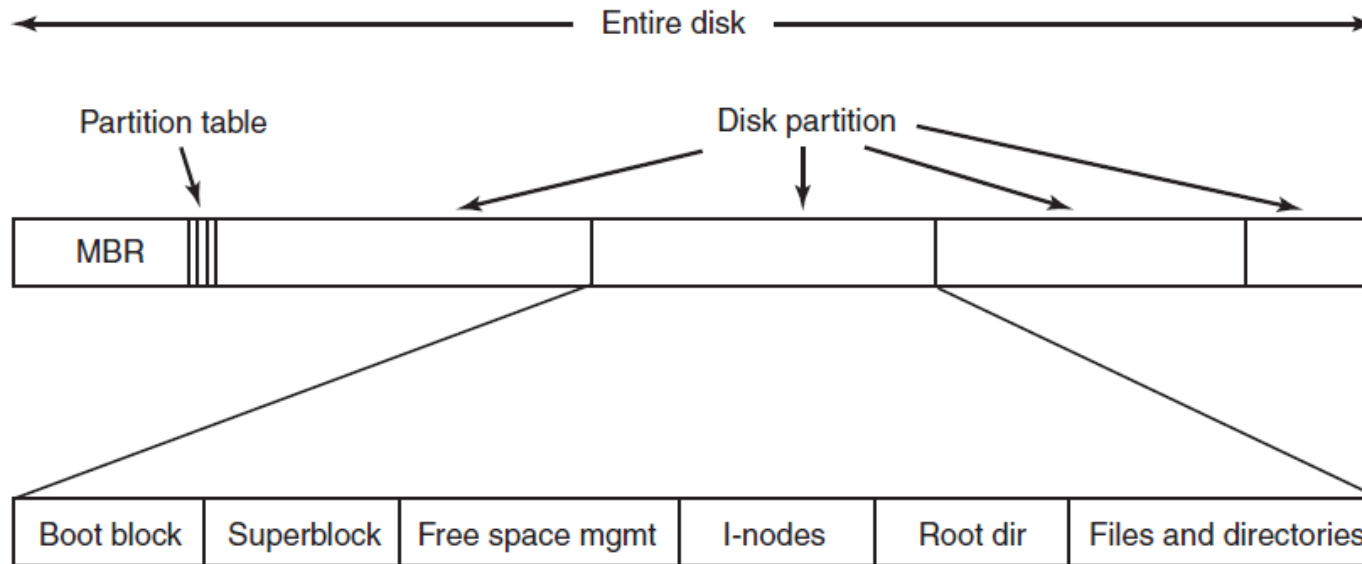 Entire disk
Partition table
Disk partition
MBR
Boot block
Superblock
Free space mgmt
I-nodes
Root dir
Files and directories